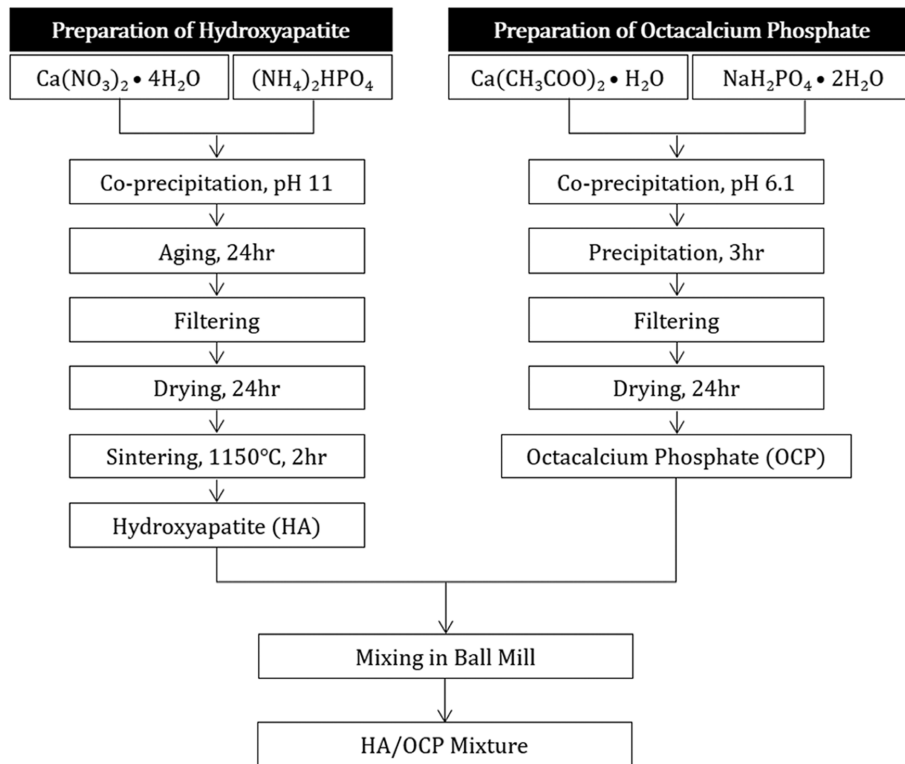 Preparation of Hydroxyapatite
Ca(NO₃)₂ • 4H₂O
(NH₄)₂HPO₄
Co-precipitation, pH 11
Aging, 24hr
Filtering
Drying, 24hr
Sintering, 1150°C, 2hr
Hydroxyapatite (HA)
Preparation of Octacalcium Phosphate
Ca(CH₃COO)₂ • H₂O
NaH₂PO₄ • 2H₂O
Co-precipitation, pH 6.1
Precipitation, 3hr
Filtering
Drying, 24hr
Octacalcium Phosphate (OCP)
Mixing in Ball Mill
HA/OCP Mixture